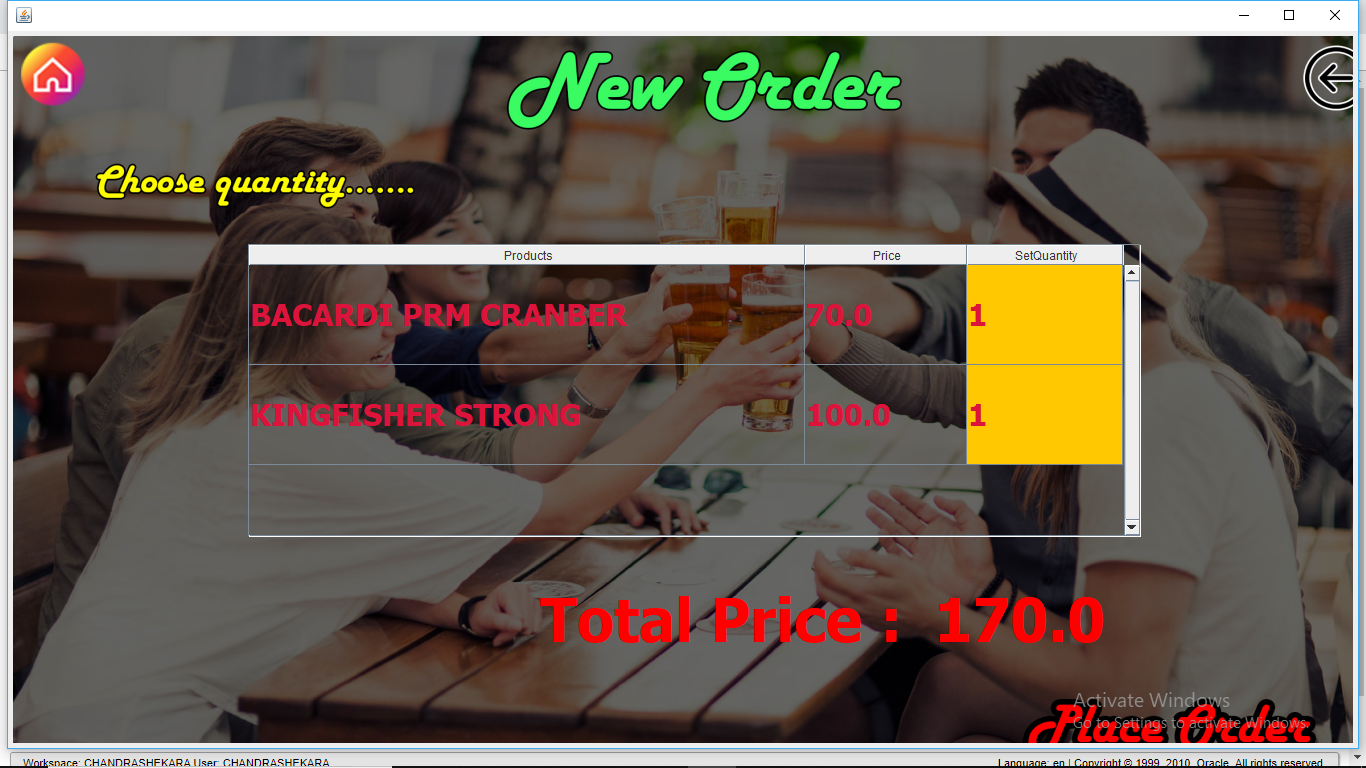 New Order
Choose quantity.......
Products Price SetQuantity
BACARDI PRM CRANBER 70.0 1
KINGFISHER STRONG 100.0 1
Total Price : 170.0
Activate Windows
Go to Settings to activate Windows.
Place Order
Workspace: CHANDRASHEKARA User: CHANDRASHEKARA
Language: en | Copyright © 1999, 2010, Oracle. All rights reserved.